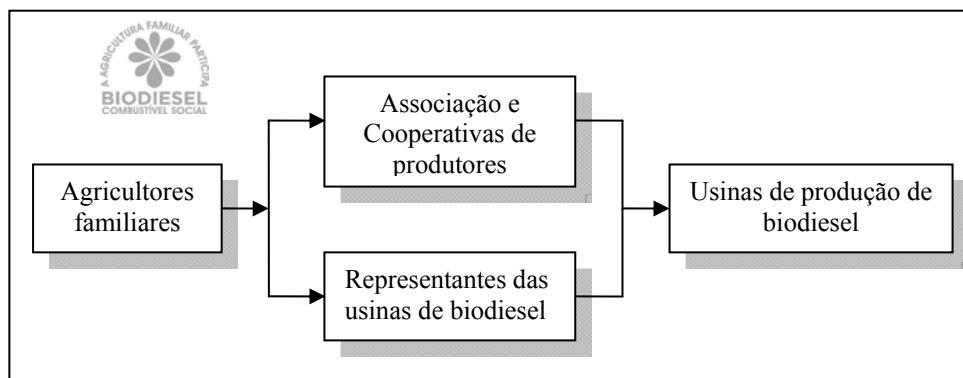 A AGRICULTURA FAMILIAR PARTICIPA
BIODIESEL
COMBUSTÍVEL SOCIAL
Associação e
Cooperativas de
produtores
Agricultores
familiares
Usinas de produção de
biodiesel
Representantes das
usinas de biodiesel